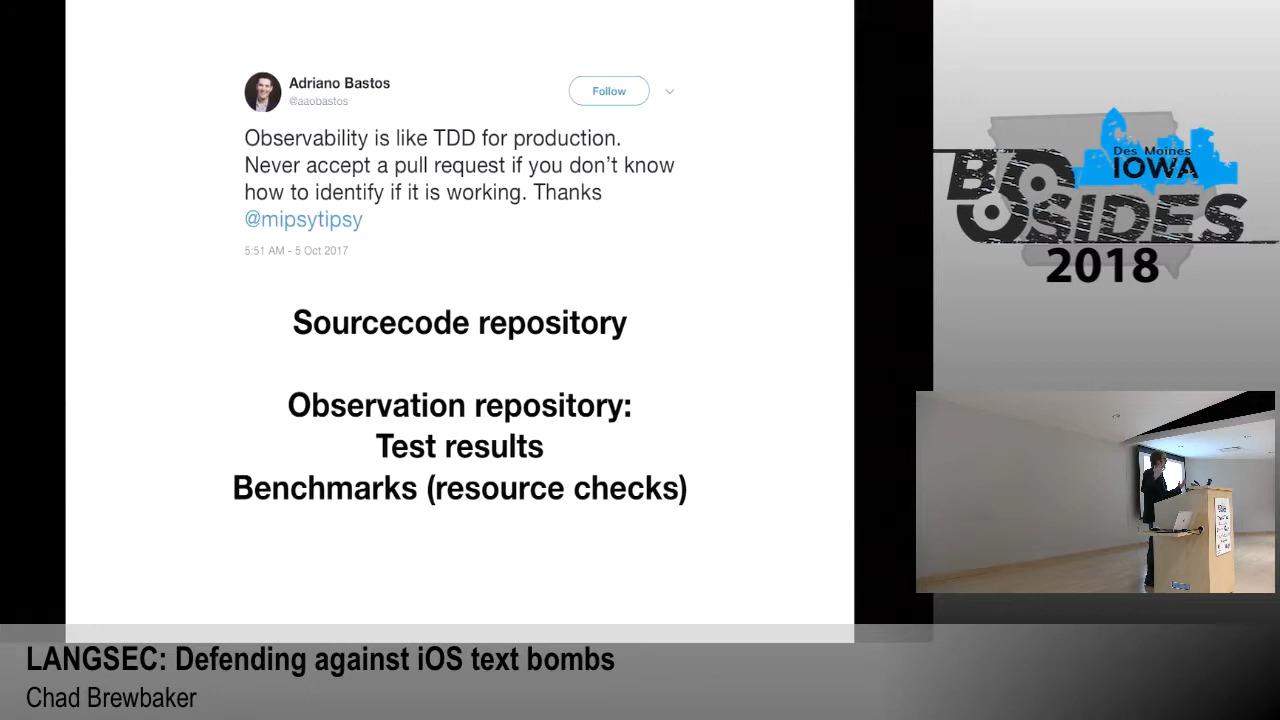 Adriano Bastos
@aaobastos
Follow
Observability is like TDD for production.
Never accept a pull request if you don't know
how to identify if it is working. Thanks
@mipsytipsy
5:51 AM - 5 Oct 2017
Sourcecode repository
Observation repository:
Test results
Benchmarks (resource checks)
Des Moines
IOWA
BSIDES
2018
LANGSEC: Defending against iOS text bombs
Chad Brewbaker